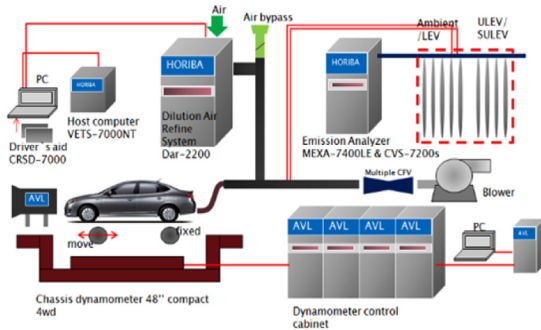 Air
Air bypass
Ambient
/LEV
ULEV/
SULEV
HORIBA
HORIBA
HORIBA
PC
Host computer
VETS-7000NT
Driver`s aid
CRSD-7000
Dilution Air
Refine
System
Dar-2200
Emission Analyzer
MEXA-7400LE & CVS-7200s
Multiple CFV
Blower
AVL
move
fixed
AVL
AVL
AVL
AVL
PC
AVL
Chassis dynamometer 48'' compact
4wd
Dynamometer control
cabinet